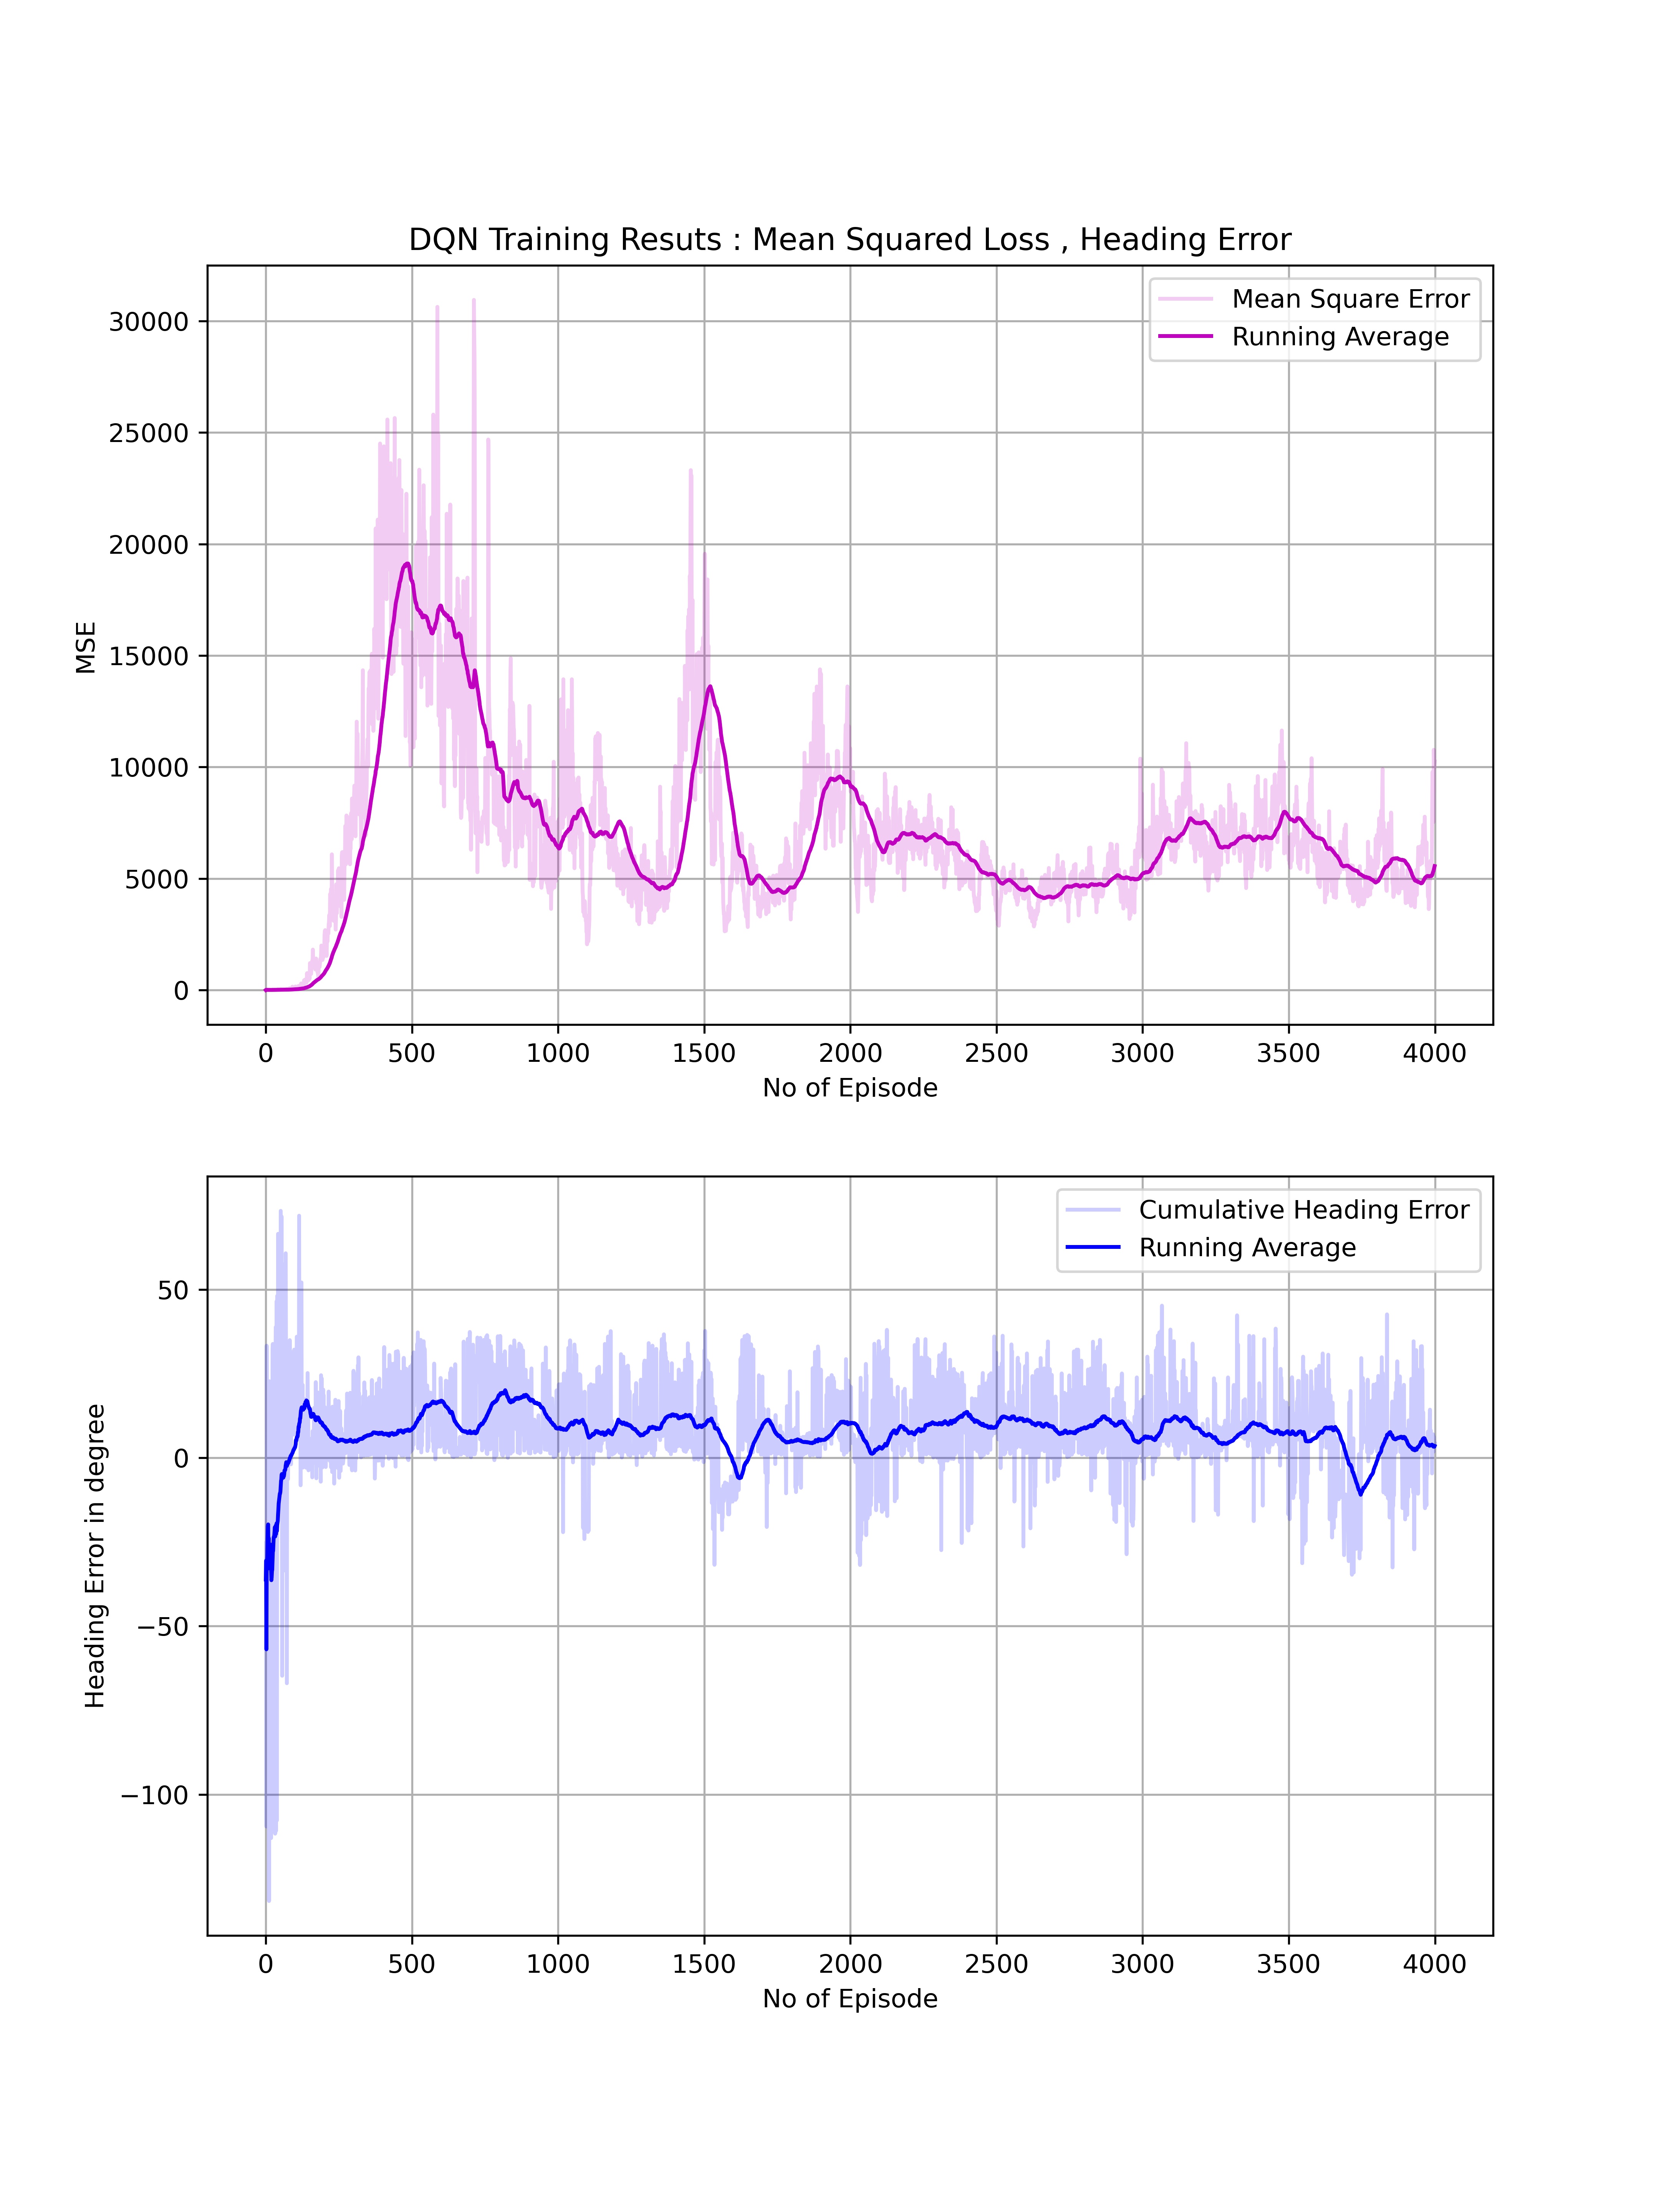 DQN Training Resuts : Mean Squared Loss , Heading Error
Mean Square Error
Running Average
30000
25000
20000
15000
10000
5000
0
MSE
0 500 1000 1500 2000 2500 3000 3500 4000
No of Episode
Cumulative Heading Error
Running Average
50
0
−50
−100
Heading Error in degree
0 500 1000 1500 2000 2500 3000 3500 4000
No of Episode